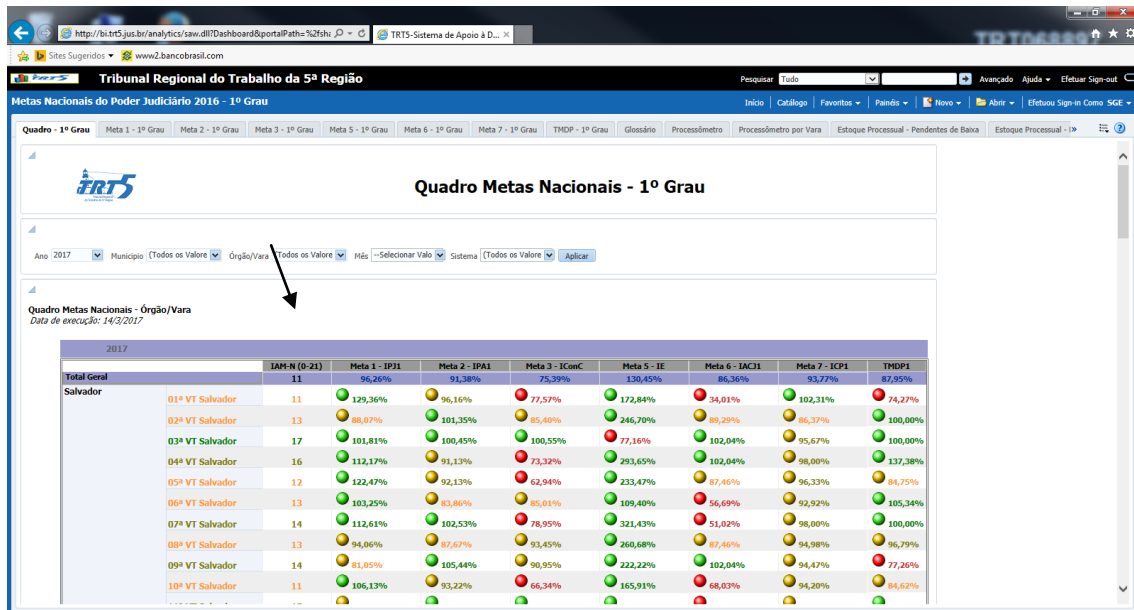 http://bi.trt5.jus.br/analytics/saw.dll?Dashboard&portalPath=%2fsh
TRT5-Sistema de Apoio à D...
TRT06889
Sites Sugeridos www2.bancobrasil.com
TRT5 Tribunal Regional do Trabalho da 5ª Região Pesquisar Tudo Avançado Ajuda Efetuar Sign-out
Metas Nacionais do Poder Judiciário 2016 - 1º Grau Início Catálogo Favoritos Painéis Novo Abrir Efetuou Sign-in Como SGE
Quadro - 1º Grau Meta 1 - 1º Grau Meta 2 - 1º Grau Meta 3 - 1º Grau Meta 5 - 1º Grau Meta 6 - 1º Grau Meta 7 - 1º Grau TMDP - 1º Grau Glossário Processômetro Processômetro por Vara Estoque Processual - Pendentes de Baixa Estoque Processual -
TRT5 Quadro Metas Nacionais - 1º Grau
Ano 2017 Municipio (Todos os Valore Órgão/Vara (Todos os Valore Mês --Selecionar Valo Sistema (Todos os Valore Aplicar
Quadro Metas Nacionais - Órgão/Vara
Data de execução: 14/3/2017
2017
IAM-N (0-21) Meta 1 - IPJ1 Meta 2 - IPA1 Meta 3 - IConC Meta 5 - IE Meta 6 - IACJ1 Meta 7 - ICP1 TMDP1
Total Geral 11 96,26% 91,38% 75,39% 130,45% 86,36% 93,77% 87,95%
Salvador 01ª VT Salvador 11 129,36% 96,16% 77,57% 172,84% 34,01% 102,31% 74,27%
02ª VT Salvador 13 88,07% 101,35% 85,40% 246,70% 89,29% 86,37% 100,00%
03ª VT Salvador 17 101,81% 100,45% 100,55% 77,16% 102,04% 95,67% 100,00%
04ª VT Salvador 16 112,17% 91,13% 73,32% 293,65% 102,04% 98,00% 137,38%
05ª VT Salvador 12 122,47% 92,13% 62,94% 233,47% 87,46% 96,33% 84,75%
06ª VT Salvador 13 103,25% 83,86% 85,01% 109,40% 56,69% 92,92% 105,34%
07ª VT Salvador 14 112,61% 102,53% 78,95% 321,43% 51,02% 98,00% 100,00%
08ª VT Salvador 13 94,06% 87,67% 93,45% 260,68% 87,46% 94,98% 96,79%
09ª VT Salvador 14 81,05% 105,44% 90,95% 222,22% 102,04% 94,47% 77,26%
10ª VT Salvador 11 106,13% 93,22% 66,34% 165,91% 68,03% 94,20% 84,62%